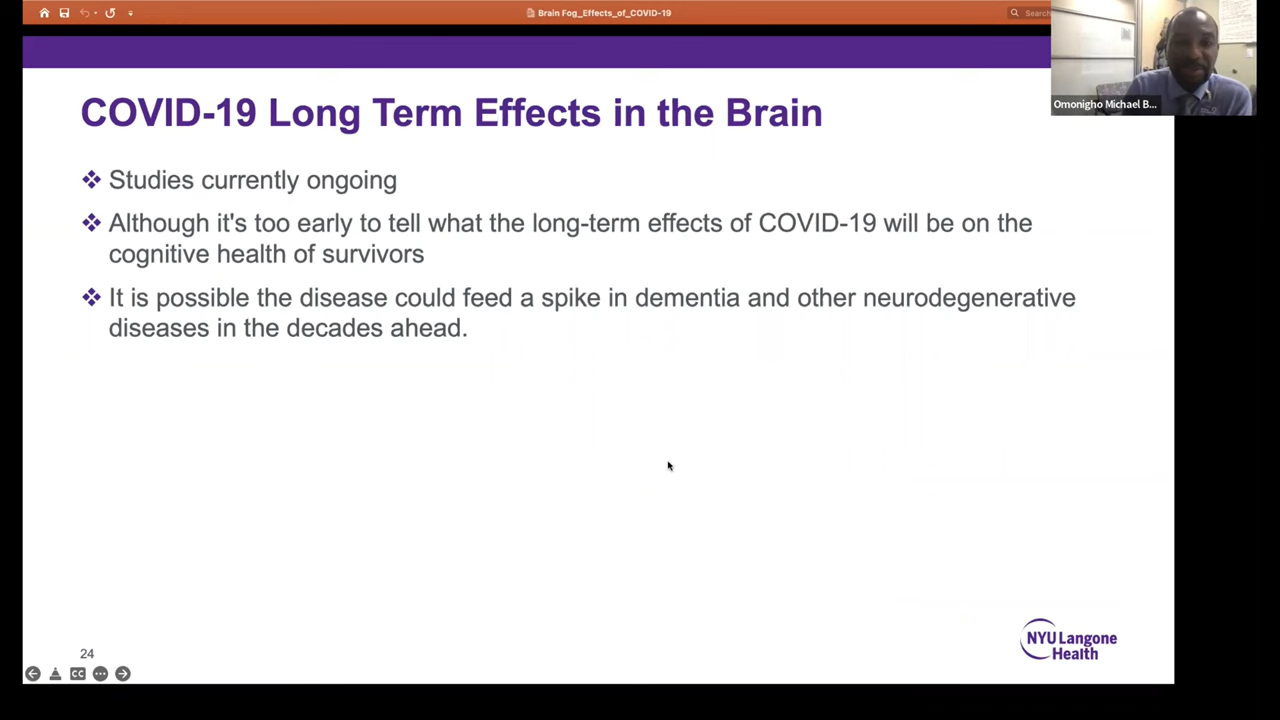 Brain Fog_Effects_of_COVID-19
Search
Omonigho Michael B...
COVID-19 Long Term Effects in the Brain
Studies currently ongoing
Although it's too early to tell what the long-term effects of COVID-19 will be on the
cognitive health of survivors
It is possible the disease could feed a spike in dementia and other neurodegenerative
diseases in the decades ahead.
24
CC
NYU Langone
Health